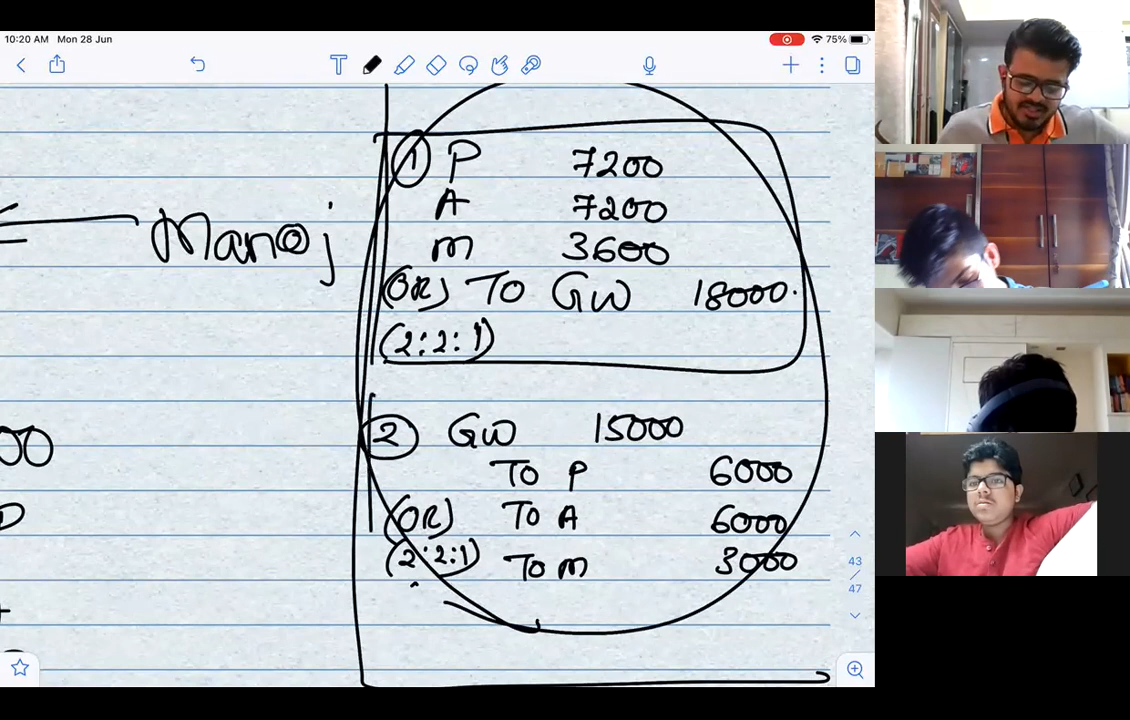 10:20 AM Mon 28 Jun
75%
Manoj
1 P 7200
A 7200
m 3600
(OR) TO GW 18000.
(2:2:1)
00
2 GW 15000
TO P 6000
(OR) TO A 6000
(2:2:1) TO m 3000
43
/
47